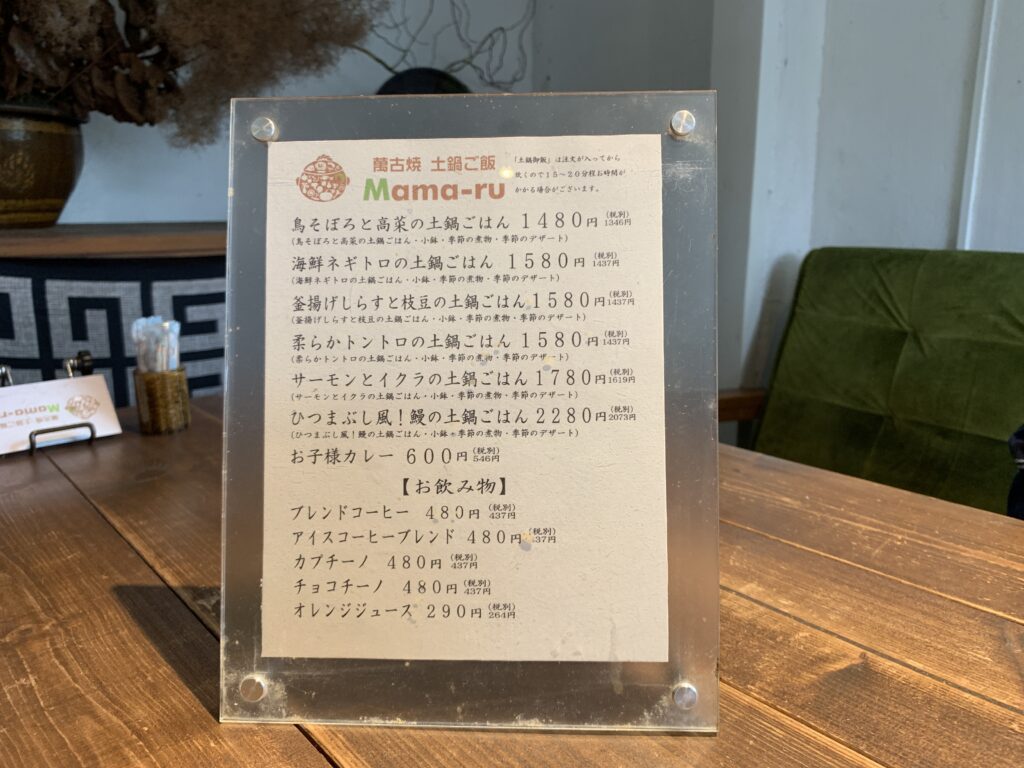 萬古焼 土鍋ご飯
Mama-ru
「土鍋御飯」は注文が入ってから
炊くので１５～２０分程お時間が
かかる場合がございます。
鳥そぼろと高菜の土鍋ごはん 1480円 (税別) 1346円
(鳥そぼろと高菜の土鍋ごはん・小鉢・季節の煮物・季節のデザート)
海鮮ネギトロの土鍋ごはん 1580円 (税別) 1437円
(海鮮ネギトロの土鍋ごはん・小鉢・季節の煮物・季節のデザート)
釜揚げしらすと枝豆の土鍋ごはん 1580円 (税別) 1437円
(釜揚げしらすと枝豆の土鍋ごはん・小鉢・季節の煮物・季節のデザート)
柔らかトントロの土鍋ごはん 1580円 (税別) 1437円
(柔らかトントロの土鍋ごはん・小鉢・季節の煮物・季節のデザート)
サーモンとイクラの土鍋ごはん 1780円 (税別) 1619円
(サーモンとイクラの土鍋ごはん・小鉢・季節の煮物・季節のデザート)
ひつまぶし風！鰻の土鍋ごはん 2280円 (税別) 2073円
(ひつまぶし風！鰻の土鍋ごはん・小鉢・季節の煮物・季節のデザート)
お子様カレー 600円 (税別) 546円
【お飲み物】
ブレンドコーヒー 480円 (税別) 437円
アイスコーヒーブレンド 480円 (税別) 437円
カプチーノ 480円 (税別) 437円
チョコチーノ 480円 (税別) 437円
オレンジジュース 290円 (税別) 264円
Mama-r